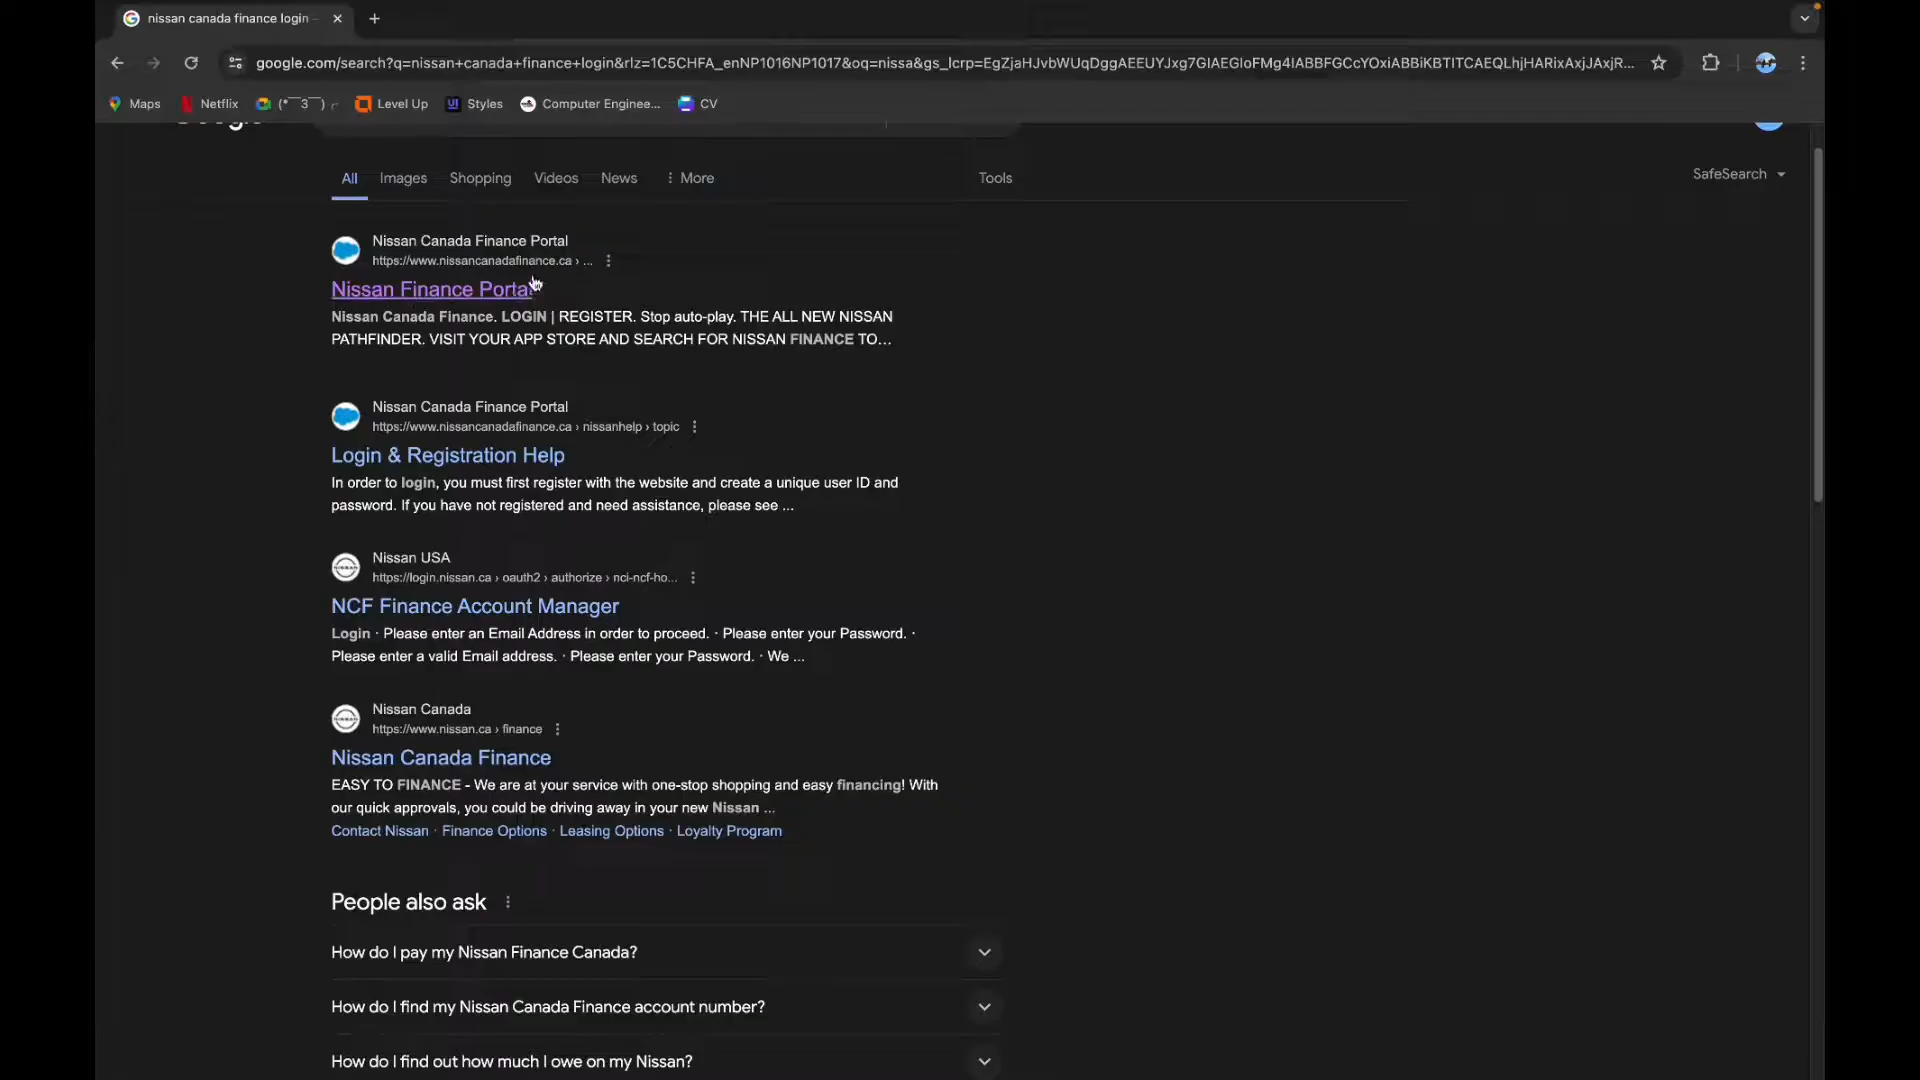 nissan canada finance login
google.com/search?q=nissan+canada+finance+login&rlz=1C5CHFA_enNP1016NP1017&oq=nissa&gs_lcrp=EgZjaHJvbWUqDggAEEUYJxg7GIAEGIoFMg4IABBFGCcYOxiABBiKBTITCAEQLhjHARixAxjJAxjR...
Maps Netflix Level Up Styles Computer Enginee... CV
All Images Shopping Videos News More Tools SafeSearch
Nissan Canada Finance Portal
https://www.nissancanadafinance.ca › ...
Nissan Finance Portal
Nissan Canada Finance. LOGIN | REGISTER. Stop auto-play. THE ALL NEW NISSAN
PATHFINDER. VISIT YOUR APP STORE AND SEARCH FOR NISSAN FINANCE TO...
Nissan Canada Finance Portal
https://www.nissancanadafinance.ca › nissanhelp › topic
Login & Registration Help
In order to login, you must first register with the website and create a unique user ID and
password. If you have not registered and need assistance, please see ...
Nissan USA
https://login.nissan.ca › oauth2 › authorize › nci-ncf-ho...
NCF Finance Account Manager
Login · Please enter an Email Address in order to proceed. · Please enter your Password. ·
Please enter a valid Email address. · Please enter your Password. · We ...
Nissan Canada
https://www.nissan.ca › finance
Nissan Canada Finance
EASY TO FINANCE - We are at your service with one-stop shopping and easy financing! With
our quick approvals, you could be driving away in your new Nissan ...
Contact Nissan · Finance Options · Leasing Options · Loyalty Program
People also ask
How do I pay my Nissan Finance Canada?
How do I find my Nissan Canada Finance account number?
How do I find out how much I owe on my Nissan?